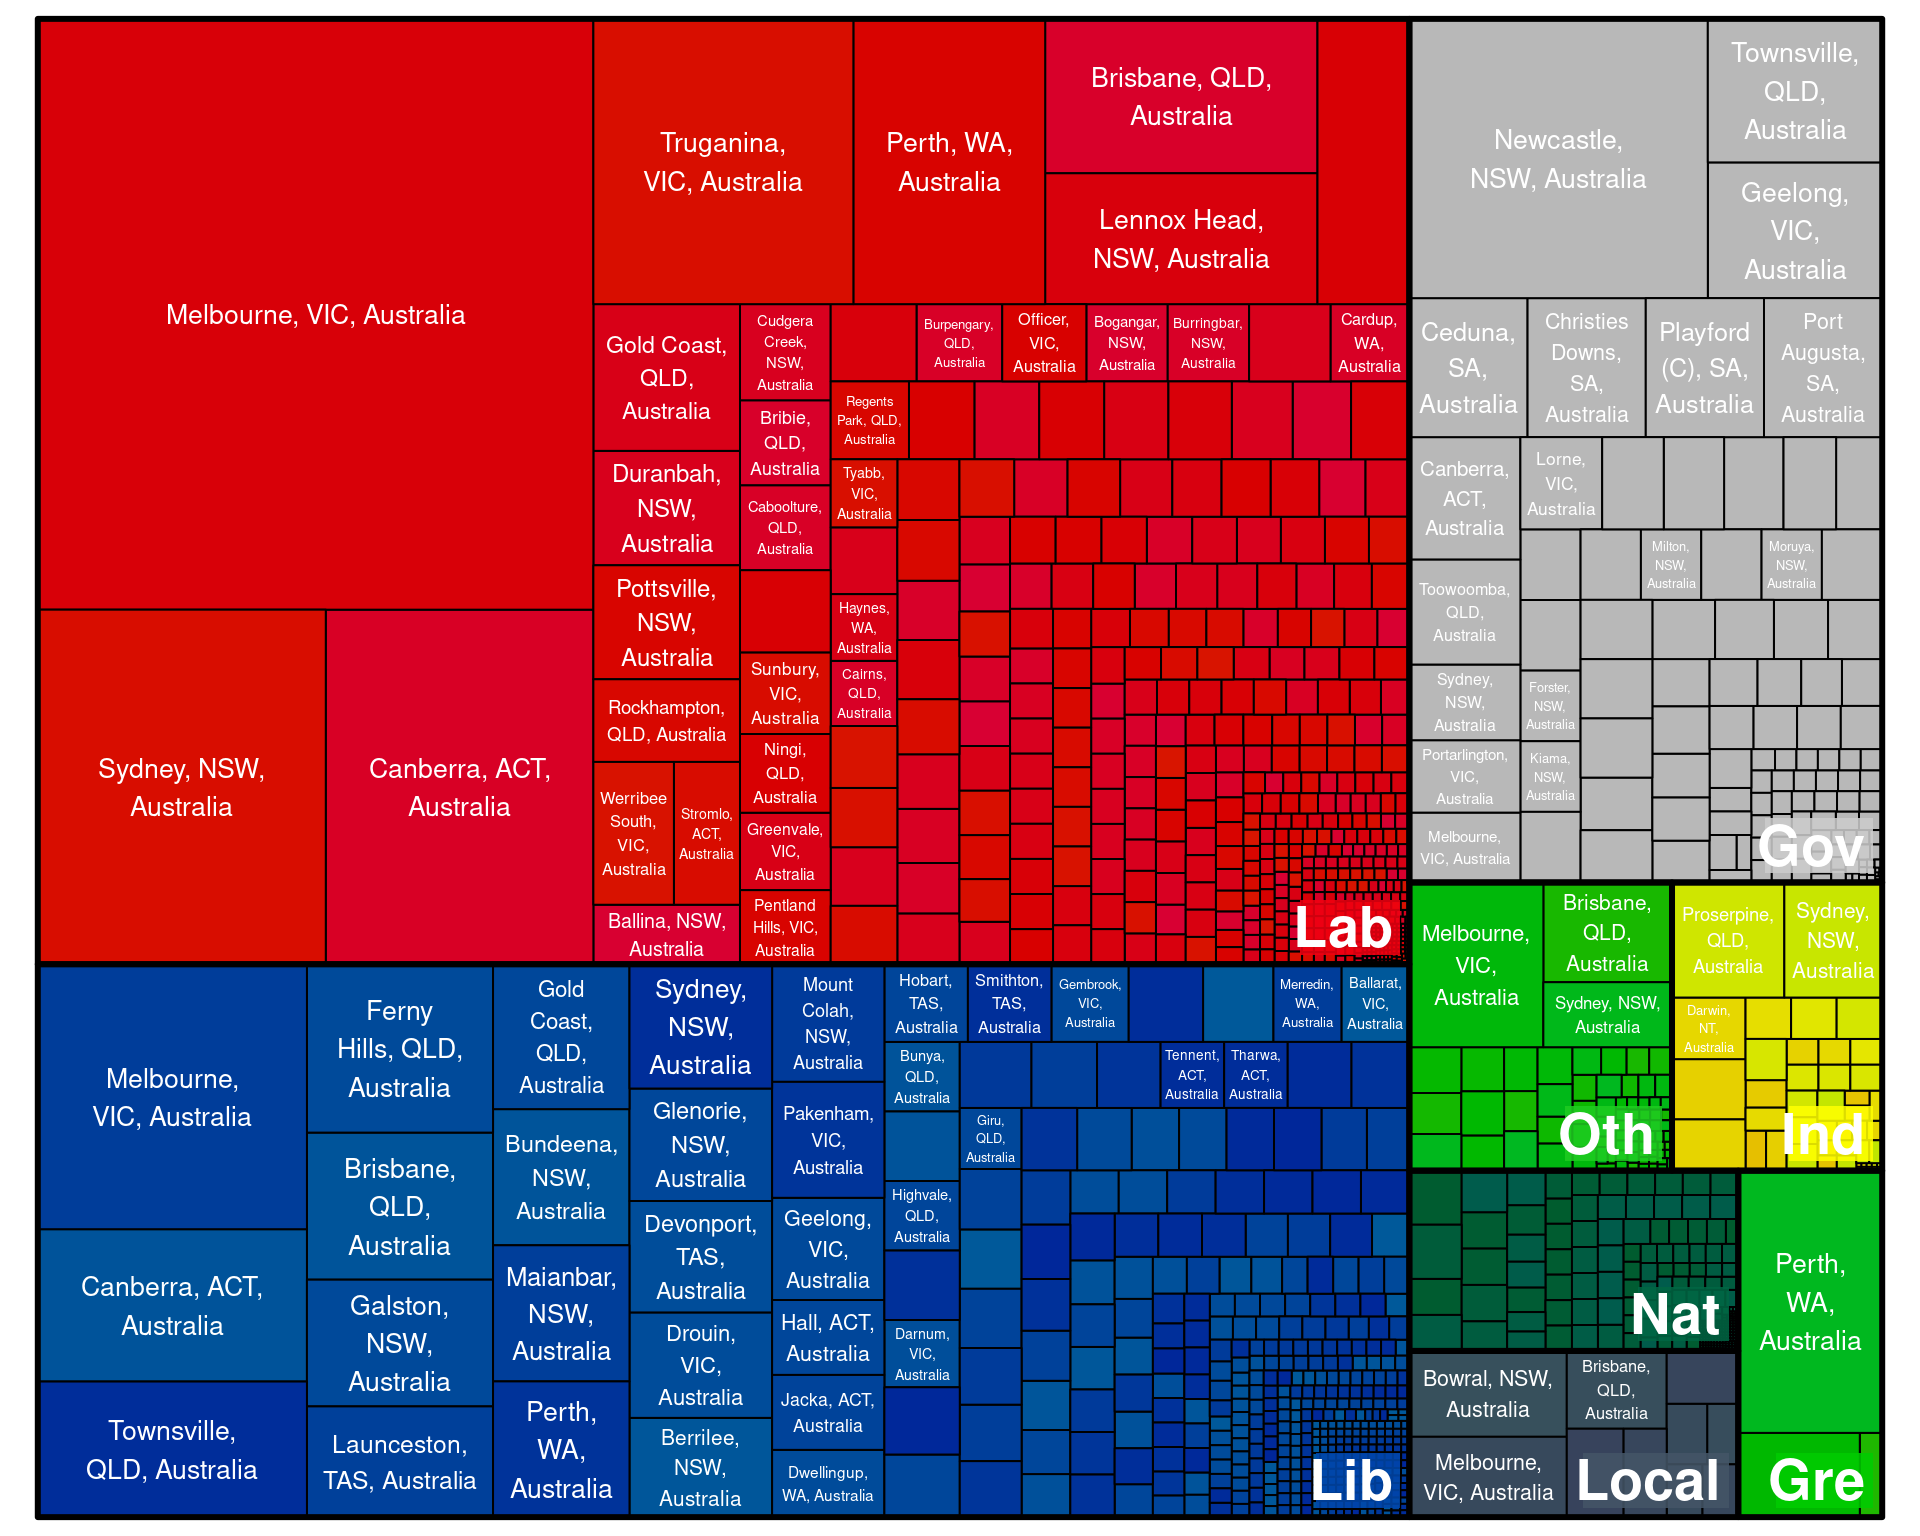 Melbourne, VIC, Australia
Sydney, NSW,
Australia
Canberra, ACT,
Australia
Truganina,
VIC, Australia
Perth, WA,
Australia
Brisbane, QLD,
Australia
Lennox Head,
NSW, Australia
Gold Coast,
QLD,
Australia
Duranbah,
NSW,
Australia
Pottsville,
NSW,
Australia
Rockhampton,
QLD, Australia
Werribee
South,
VIC,
Australia
Stromlo,
ACT,
Australia
Ballina, NSW,
Australia
Cudgera
Creek,
NSW,
Australia
Bribie,
QLD,
Australia
Caboolture,
QLD,
Australia
Sunbury,
VIC,
Australia
Ningi,
QLD,
Australia
Greenvale,
VIC,
Australia
Pentland
Hills, VIC,
Australia
Burpengary,
QLD,
Australia
Officer,
VIC,
Australia
Bogangar,
NSW,
Australia
Burringbar,
NSW,
Australia
Cardup,
WA,
Australia
Regents
Park, QLD,
Australia
Tyabb,
VIC,
Australia
Haynes,
WA,
Australia
Cairns,
QLD,
Australia
Lab
Newcastle,
NSW, Australia
Townsville,
QLD,
Australia
Geelong,
VIC,
Australia
Ceduna,
SA,
Australia
Christies
Downs,
SA,
Australia
Playford
(C), SA,
Australia
Port
Augusta,
SA,
Australia
Canberra,
ACT,
Australia
Lorne,
VIC,
Australia
Milton,
NSW,
Australia
Moruya,
NSW,
Australia
Toowoomba,
QLD,
Australia
Sydney,
NSW,
Australia
Forster,
NSW,
Australia
Portarlington,
VIC,
Australia
Kiama,
NSW,
Australia
Melbourne,
VIC, Australia
Gov
Melbourne,
VIC, Australia
Canberra, ACT,
Australia
Townsville,
QLD, Australia
Ferny
Hills, QLD,
Australia
Brisbane,
QLD,
Australia
Galston,
NSW,
Australia
Launceston,
TAS, Australia
Gold
Coast,
QLD,
Australia
Bundeena,
NSW,
Australia
Maianbar,
NSW,
Australia
Perth,
WA,
Australia
Sydney,
NSW,
Australia
Glenorie,
NSW,
Australia
Devonport,
TAS,
Australia
Drouin,
VIC,
Australia
Berrilee,
NSW,
Australia
Mount
Colah,
NSW,
Australia
Pakenham,
VIC,
Australia
Geelong,
VIC,
Australia
Hall, ACT,
Australia
Jacka, ACT,
Australia
Dwellingup,
WA, Australia
Hobart,
TAS,
Australia
Smithton,
TAS,
Australia
Gembrook,
VIC,
Australia
Merredin,
WA,
Australia
Ballarat,
VIC,
Australia
Bunya,
QLD,
Australia
Tennent,
ACT,
Australia
Tharwa,
ACT,
Australia
Giru,
QLD,
Australia
Highvale,
QLD,
Australia
Darnum,
VIC,
Australia
Lib
Melbourne,
VIC,
Australia
Brisbane,
QLD,
Australia
Sydney, NSW,
Australia
Oth
Proserpine,
QLD,
Australia
Sydney,
NSW,
Australia
Darwin,
NT,
Australia
Ind
Nat
Perth,
WA,
Australia
Gre
Bowral, NSW,
Australia
Brisbane,
QLD,
Australia
Melbourne,
VIC, Australia
Local